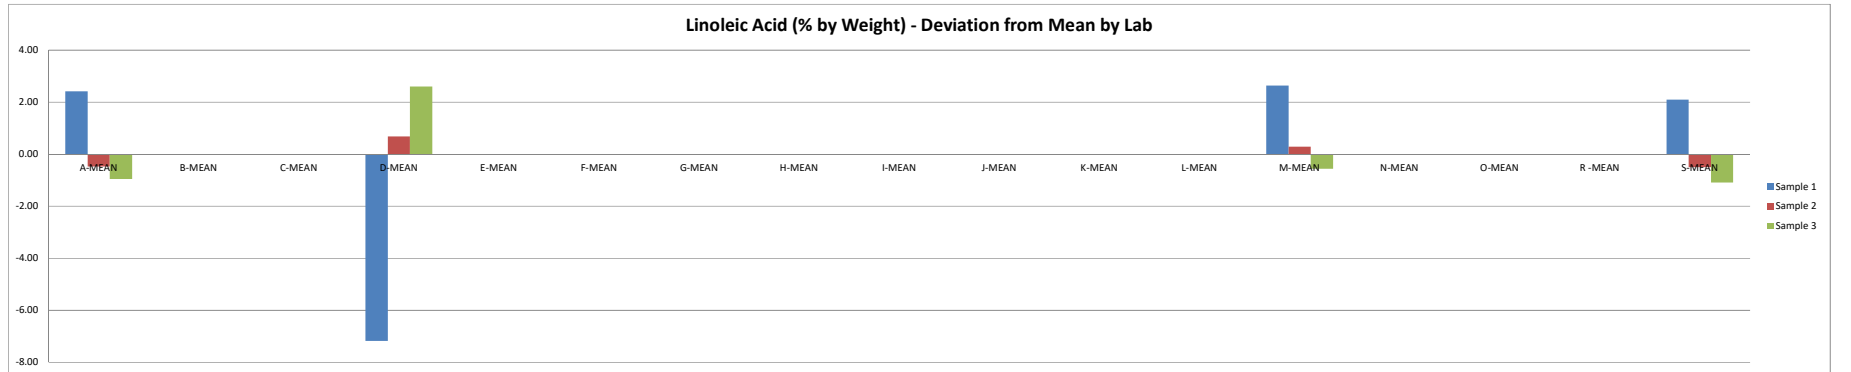 Linoleic Acid (% by Weight) - Deviation from Mean by Lab
4.00
2.00
0.00
A-MEAN B-MEAN C-MEAN D-MEAN E-MEAN F-MEAN G-MEAN H-MEAN I-MEAN J-MEAN K-MEAN L-MEAN M-MEAN N-MEAN O-MEAN R -MEAN S-MEAN
Sample 1
-2.00
Sample 2
Sample 3
-4.00
-6.00
-8.00